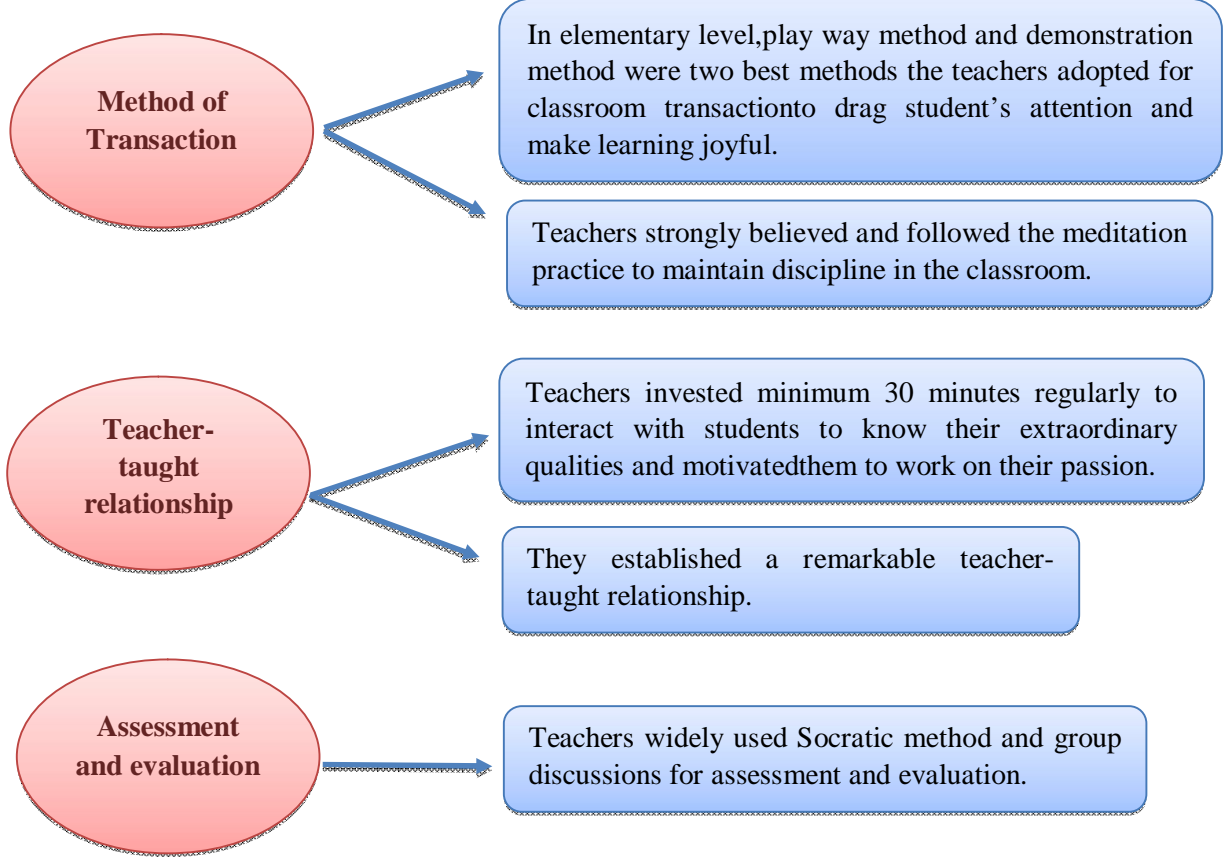 Method of
Transaction
In elementary level,play way method and demonstration
method were two best methods the teachers adopted for
classroom transactionto drag student’s attention and
make learning joyful.
Teachers strongly believed and followed the meditation
practice to maintain discipline in the classroom.
Teacher-
taught
relationship
Teachers invested minimum 30 minutes regularly to
interact with students to know their extraordinary
qualities and motivatedthem to work on their passion.
They established a remarkable teacher-
taught relationship.
Assessment
and evaluation
Teachers widely used Socratic method and group
discussions for assessment and evaluation.